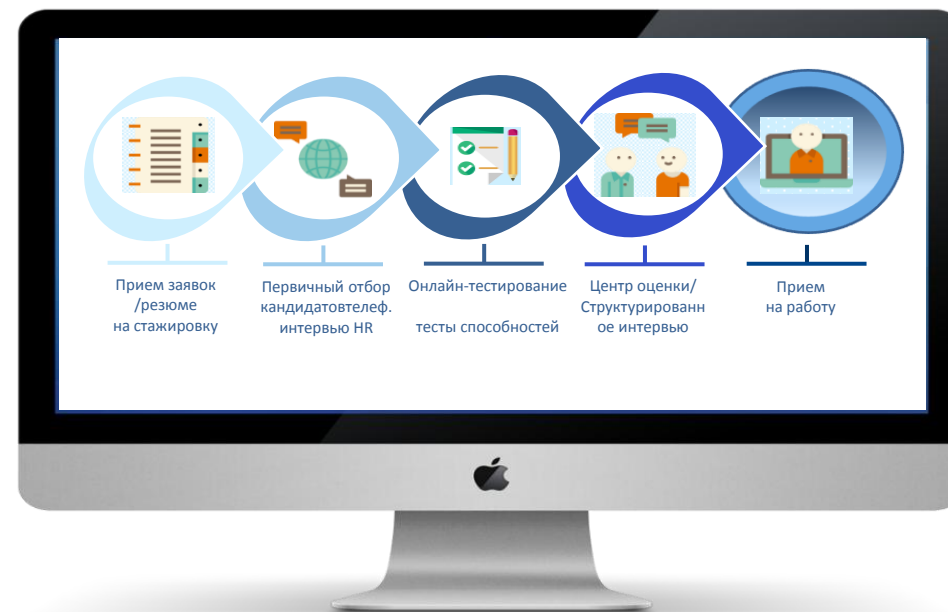 Прием заявок
/резюме
на стажировку
Первичный отбор
кандидатовтелеф.
интервью HR
Онлайн-тестирование
тесты способностей
Центр оценки/
Структурированн
ое интервью
Прием
на работу